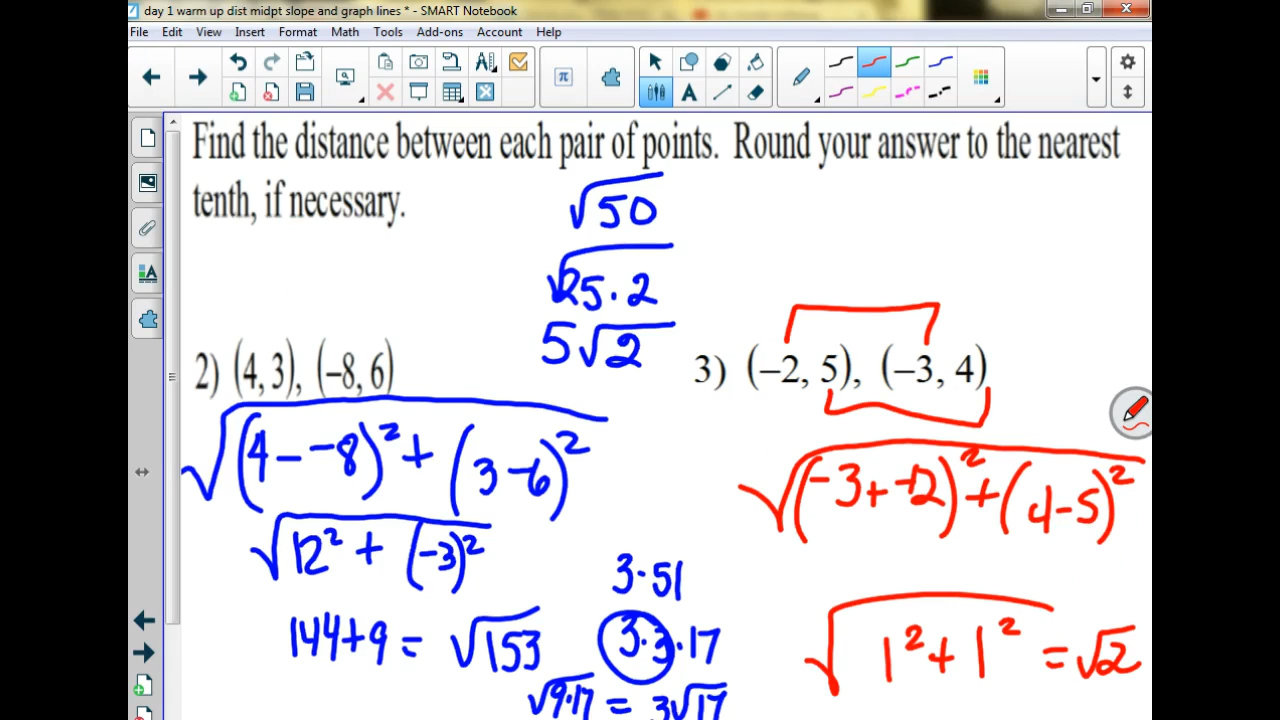 day 1 warm up dist midpt slope and graph lines * - SMART Notebook
File Edit View Insert Format Math Tools Add-ons Account Help
π
A
Find the distance between each pair of points. Round your answer to the nearest
tenth, if necessary.
√50
√25·2
5√2
2) (4, 3), (–8, 6)
√(4 – –8)² + (3 – 6)²
√12² + (–3)²
144+9 = √153
3·51
3·3·17
√9·17 = 3√17
3) (–2, 5), (–3, 4)
√(-3 + +2)² + (4 – 5)²
√1² + 1² = √2